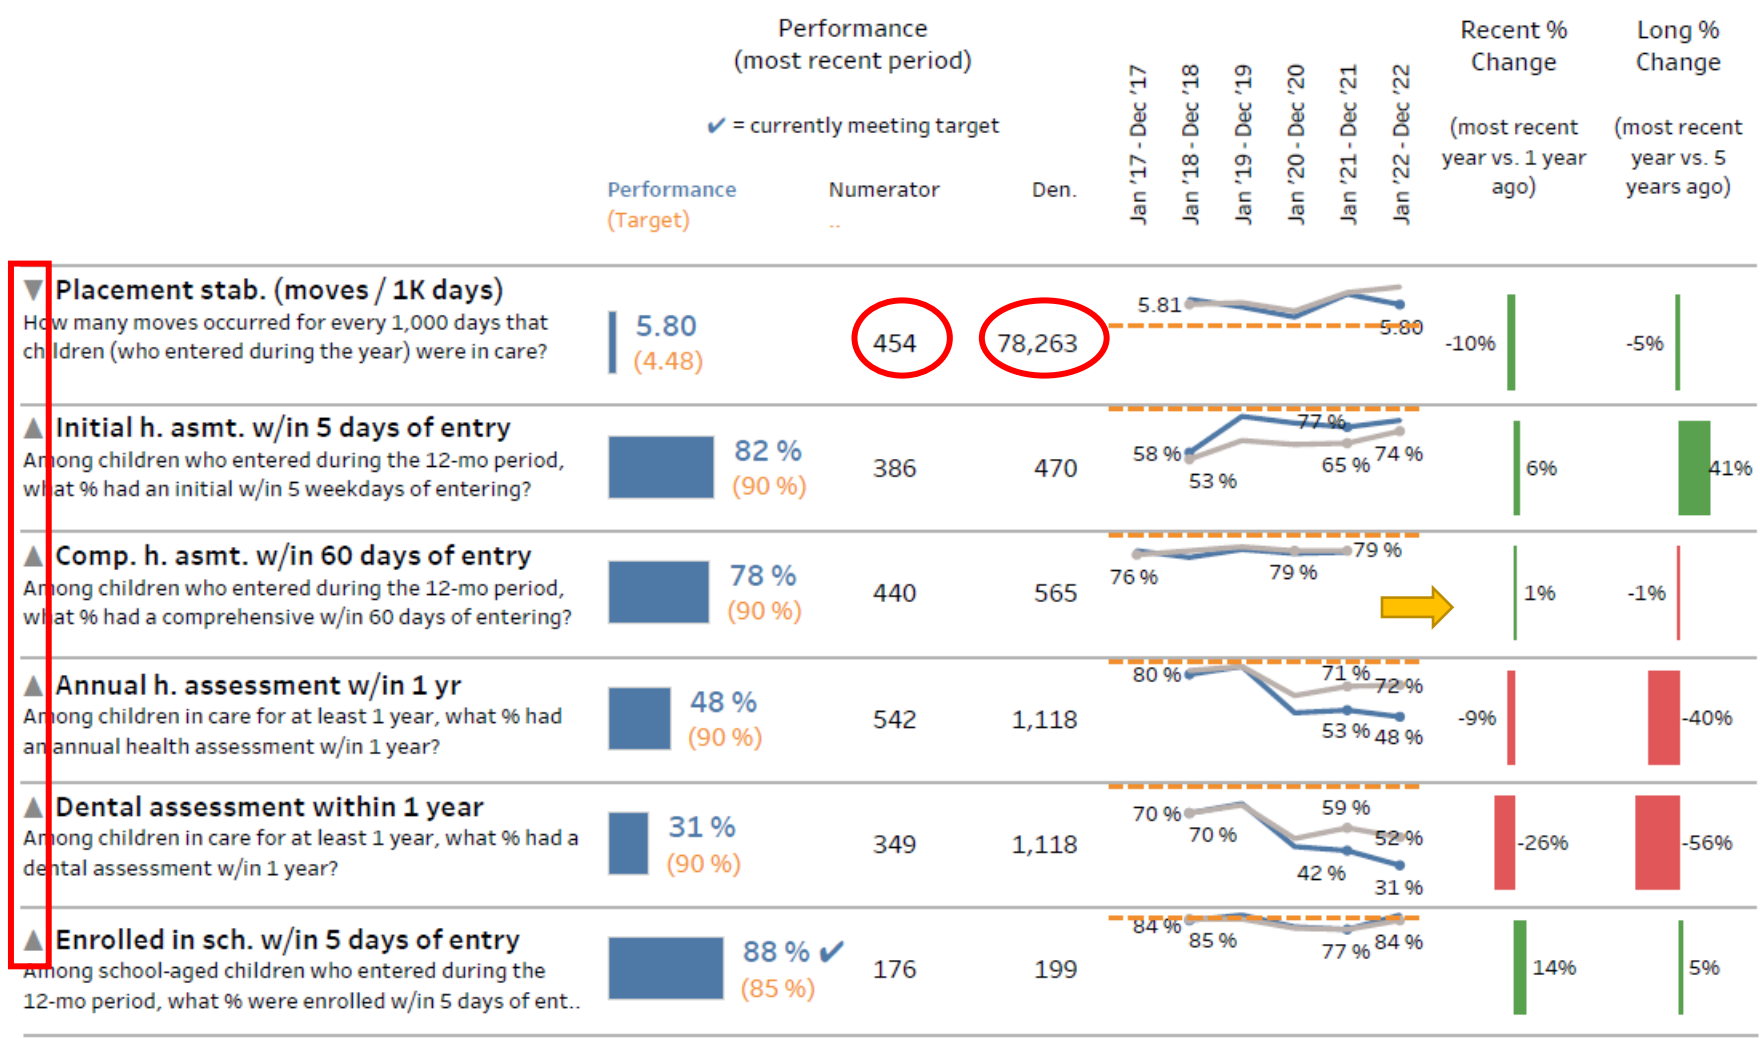 Performance
(most recent period)
✔ = currently meeting target
Performance
(Target)
Numerator
..
Den.
Jan '17 - Dec '17
Jan '18 - Dec '18
Jan '19 - Dec '19
Jan '20 - Dec '20
Jan '21 - Dec '21
Jan '22 - Dec '22
Recent %
Change
(most recent
year vs. 1 year
ago)
Long %
Change
(most recent
year vs. 5
years ago)
▼ Placement stab. (moves / 1K days)
How many moves occurred for every 1,000 days that
children (who entered during the year) were in care?
5.80
(4.48)
454
78,263
5.81
5.80
-10%
-5%
▲ Initial h. asmt. w/in 5 days of entry
Among children who entered during the 12-mo period,
what % had an initial w/in 5 weekdays of entering?
82 %
(90 %)
386
470
58 %
53 %
77 %
65 %
74 %
6%
41%
▲ Comp. h. asmt. w/in 60 days of entry
Among children who entered during the 12-mo period,
what % had a comprehensive w/in 60 days of entering?
78 %
(90 %)
440
565
76 %
79 %
79 %
1%
-1%
▲ Annual h. assessment w/in 1 yr
Among children in care for at least 1 year, what % had
an annual health assessment w/in 1 year?
48 %
(90 %)
542
1,118
80 %
71 %
72 %
53 %
48 %
-9%
-40%
▲ Dental assessment within 1 year
Among children in care for at least 1 year, what % had a
dental assessment w/in 1 year?
31 %
(90 %)
349
1,118
70 %
70 %
59 %
52 %
42 %
31 %
-26%
-56%
▲ Enrolled in sch. w/in 5 days of entry
Among school-aged children who entered during the
12-mo period, what % were enrolled w/in 5 days of ent..
88 % ✔
(85 %)
176
199
84 %
85 %
77 %
84 %
14%
5%